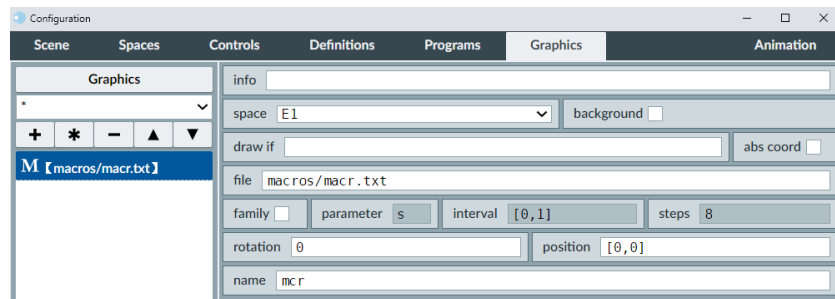 Configuration
Scene Spaces Controls Definitions Programs Graphics Animation
Graphics
*
M 【macros/macr.txt】
info
space E1 background
draw if abs coord
file macros/macr.txt
family parameter s interval [0,1] steps 8
rotation 0 position [0,0]
name mcr